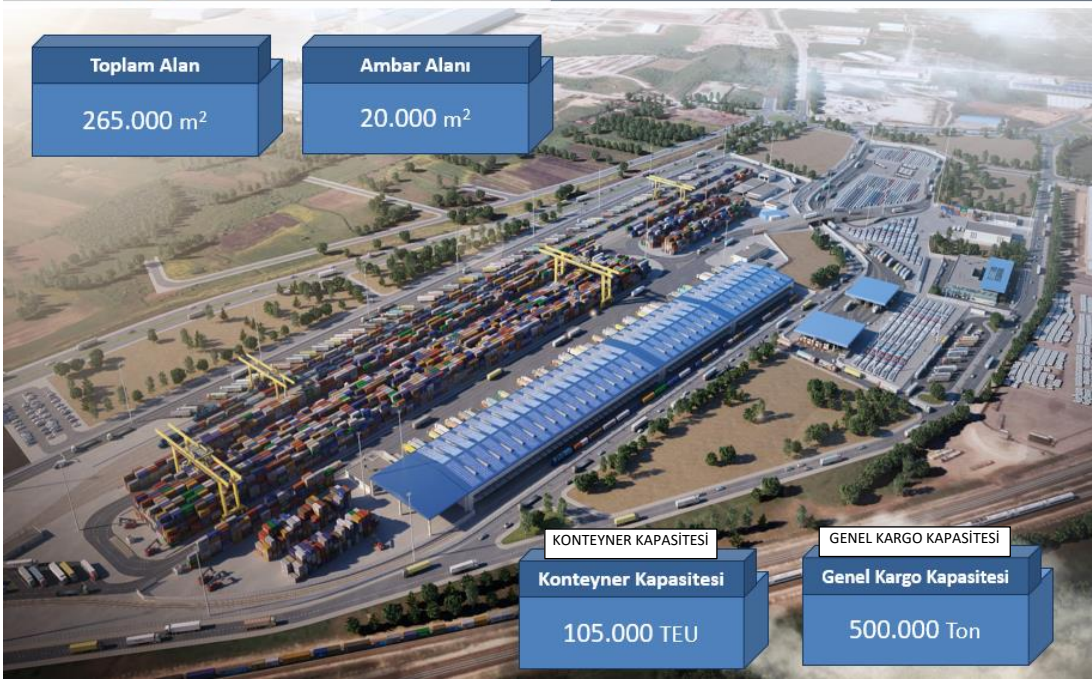 Toplam Alan
265.000 m²
Ambar Alanı
20.000 m²
KONTEYNER KAPASİTESİ
Konteyner Kapasitesi
105.000 TEU
GENEL KARGO KAPASİTESİ
Genel Kargo Kapasitesi
500.000 Ton